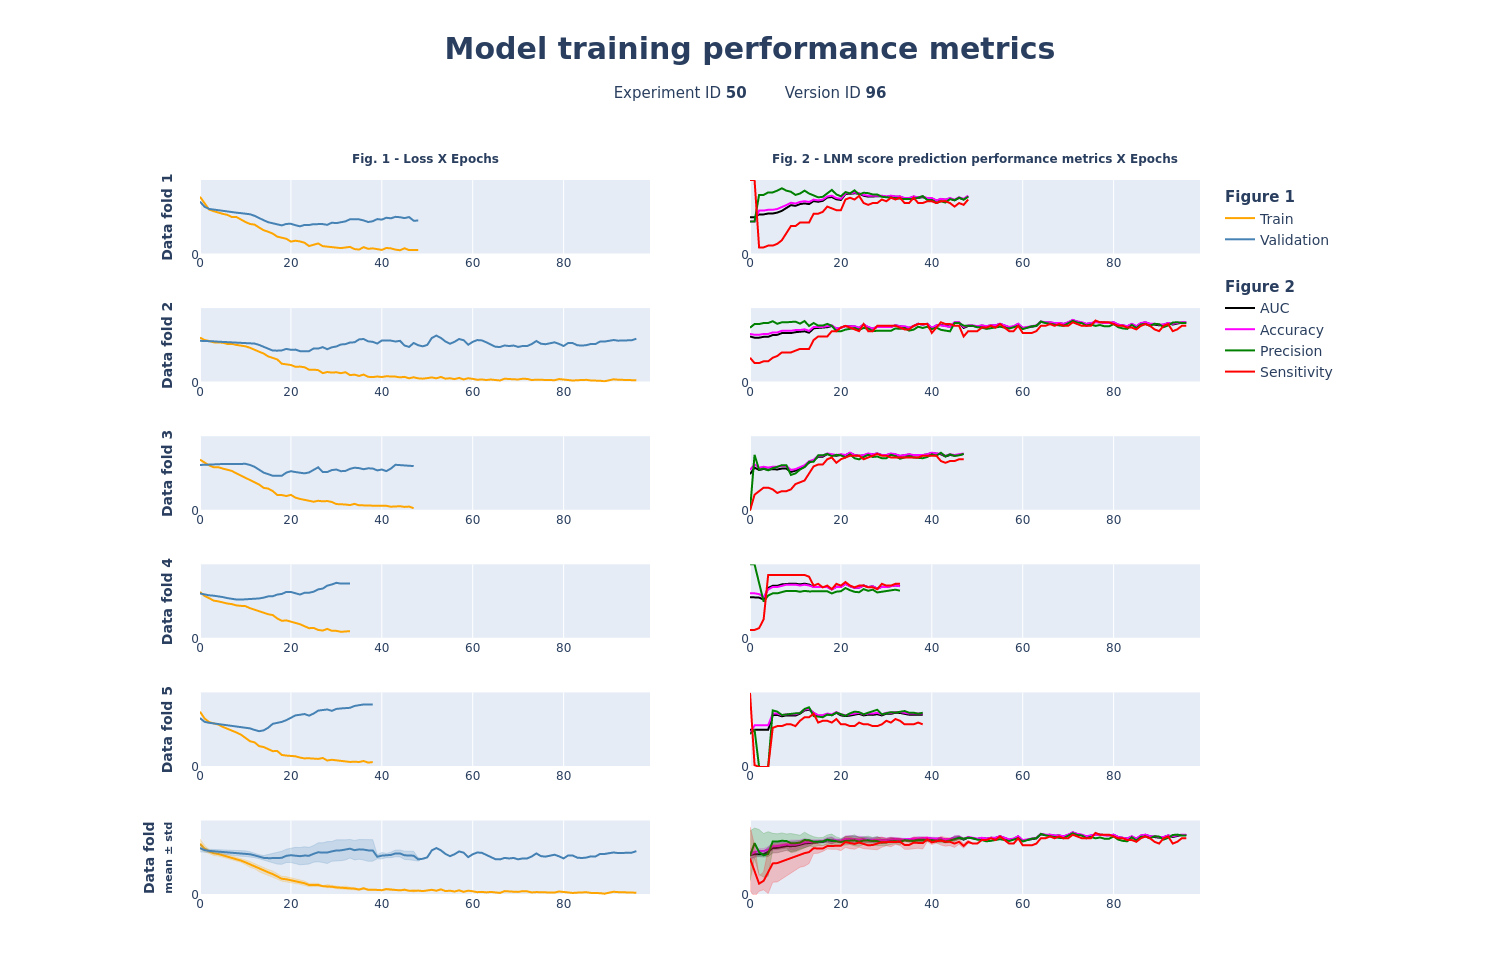 Model training performance metrics
Experiment ID 50 Version ID 96
Fig. 1 - Loss X Epochs
Fig. 2 - LNM score prediction performance metrics X Epochs
Data fold 1
0
0 20 40 60 80
0
0 20 40 60 80
Data fold 2
0
0 20 40 60 80
0
0 20 40 60 80
Data fold 3
0
0 20 40 60 80
0
0 20 40 60 80
Data fold 4
0
0 20 40 60 80
0
0 20 40 60 80
Data fold 5
0
0 20 40 60 80
0
0 20 40 60 80
Data fold
mean ± std
0
0 20 40 60 80
0
0 20 40 60 80
Figure 1
Train
Validation
Figure 2
AUC
Accuracy
Precision
Sensitivity